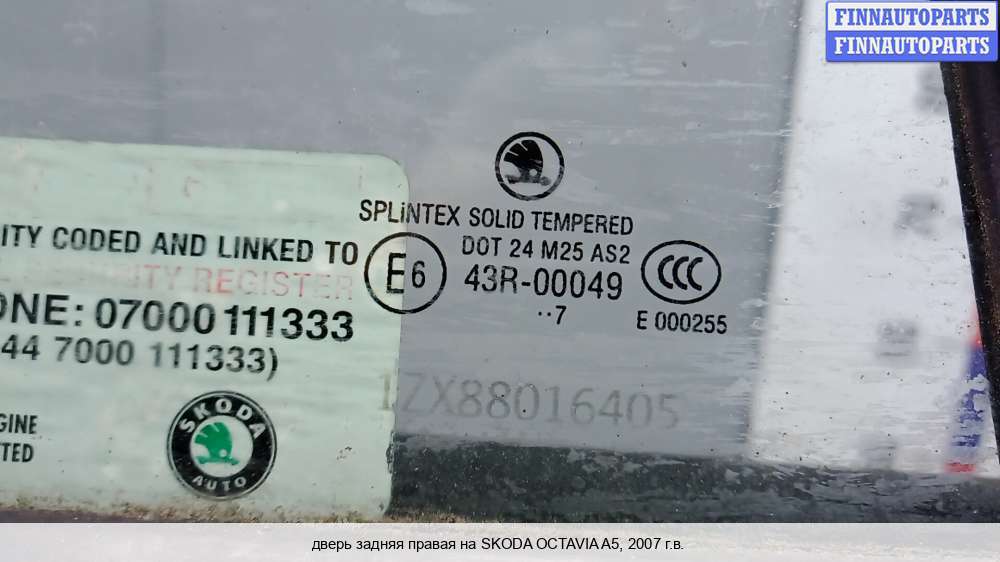 FINNAUTOPARTS
FINNAUTOPARTS
SPLiNTEX SOLID TEMPERED
DOT 24 M25 AS2
E6
43R-00049
CCC
··7
E 000255
ITY CODED AND LINKED TO
SECURITY REGISTER
ONE: 07000 111333
44 7000 111333)
GINE
TED
SKODA
AUTO
1ZX88016405
дверь задняя правая на SKODA OCTAVIA A5, 2007 г.в.